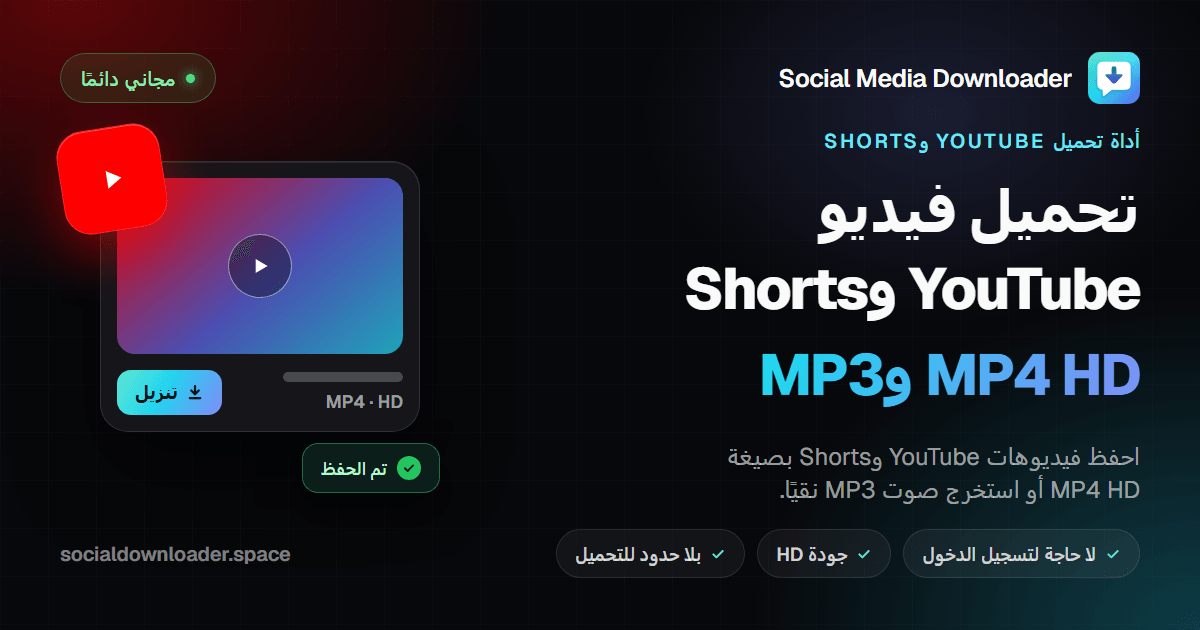 Social Media Downloader
مجاني دائمًا
أداة تحميل YOUTUBE وSHORTS
تحميل فيديو
YouTube وShorts
MP4 HD وMP3
احفظ فيديوهات YouTube وShorts بصيغة
MP4 HD أو استخرج صوت MP3 نقيًا.
لا حاجة لتسجيل الدخول
جودة HD
بلا حدود للتحميل
تنزيل
MP4 · HD
تم الحفظ
socialdownloader.space